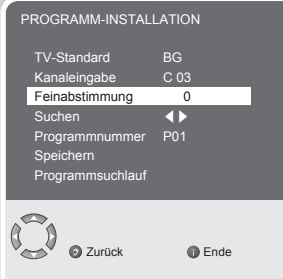 PROGRAMM-INSTALLATION
TV-Standard BG
Kanaleingabe C 03
Feinabstimmung 0
Suchen ◀▶
Programmnummer P01
Speichern
Programmsuchlauf
Zurück i Ende